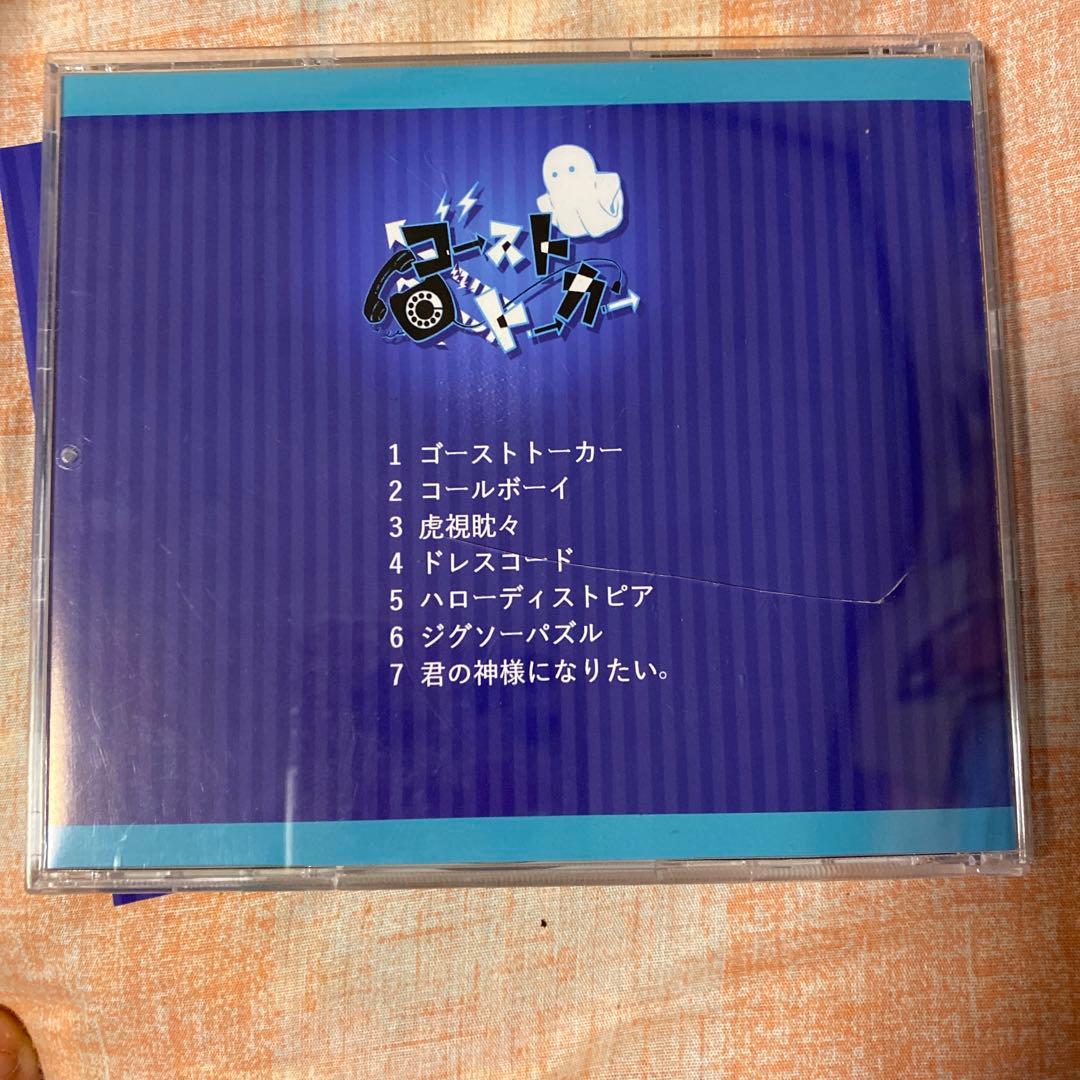 ゴースト
トーカー
1 ゴーストトーカー
2 コールボーイ
3 虎視眈々
4 ドレスコード
5 ハローディストピア
6 ジグソーパズル
7 君の神様になりたい。